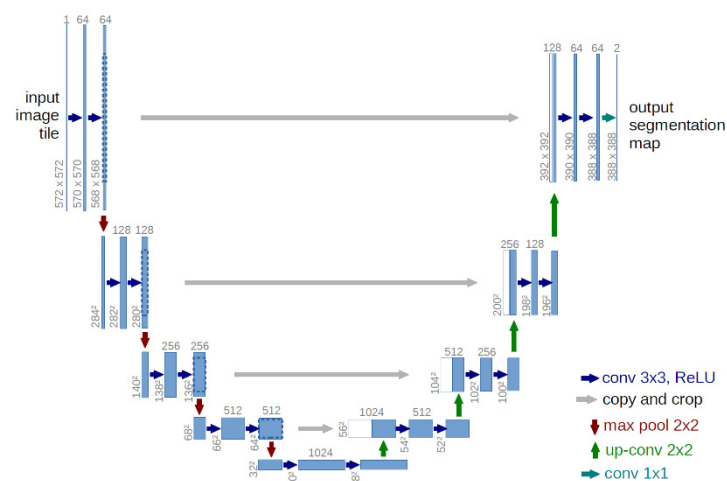 1 64 64
128 64 64 2
input
image
tile
output
segmentation
map
572 x 572
570 x 570
568 x 568
392 x 392
390 x 390
388 x 388
388 x 388
128 128
256 128
284²
282²
280²
200²
198²
196²
256 256
512 256
140²
138²
136²
104²
102²
100²
512 512
1024 512
68²
66²
64²
56²
54²
52²
1024
32²
0²
8²
conv 3x3, ReLU
copy and crop
max pool 2x2
up-conv 2x2
conv 1x1